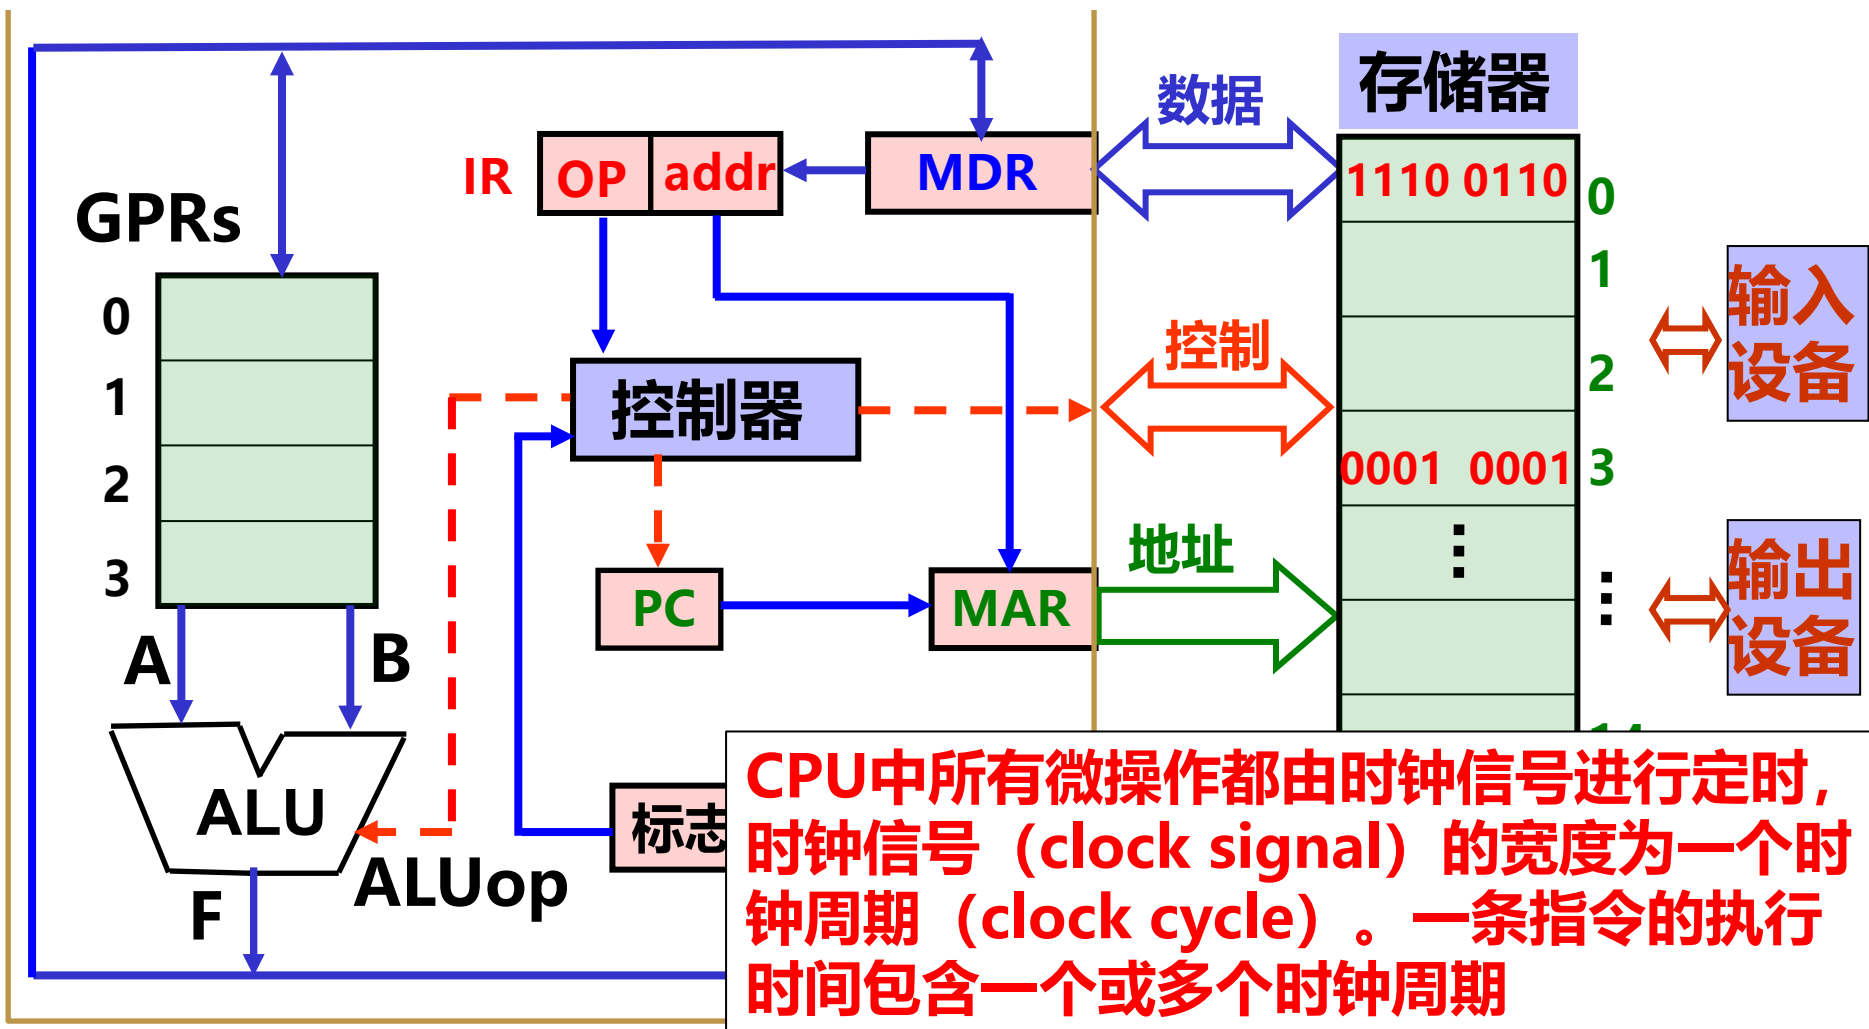 存储器
数据
IR
OP
addr
MDR
1110 0110
0
GPRs
1
输入
设备
0
控制
2
1
控制器
2
0001 0001
3
地址
3
PC
MAR
输出
设备
A
B
ALU
标志
ALUop
F
CPU中所有微操作都由时钟信号进行定时,
时钟信号（clock signal）的宽度为一个时
钟周期（clock cycle）。一条指令的执行
时间包含一个或多个时钟周期